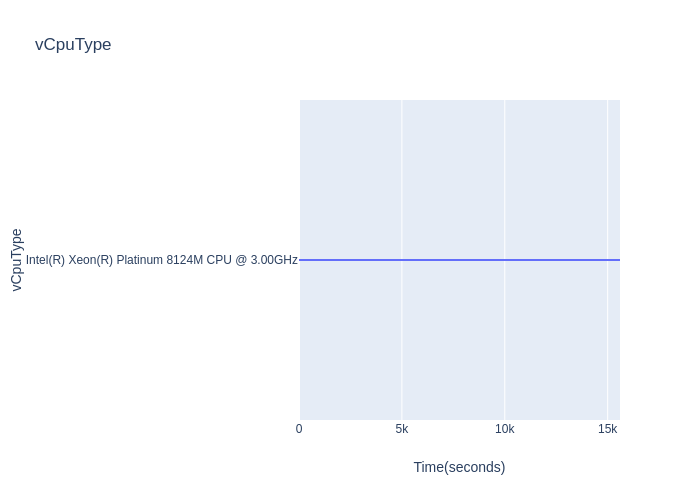 vCpuType
vCpuType
Intel(R) Xeon(R) Platinum 8124M CPU @ 3.00GHz
0 5k 10k 15k
Time(seconds)